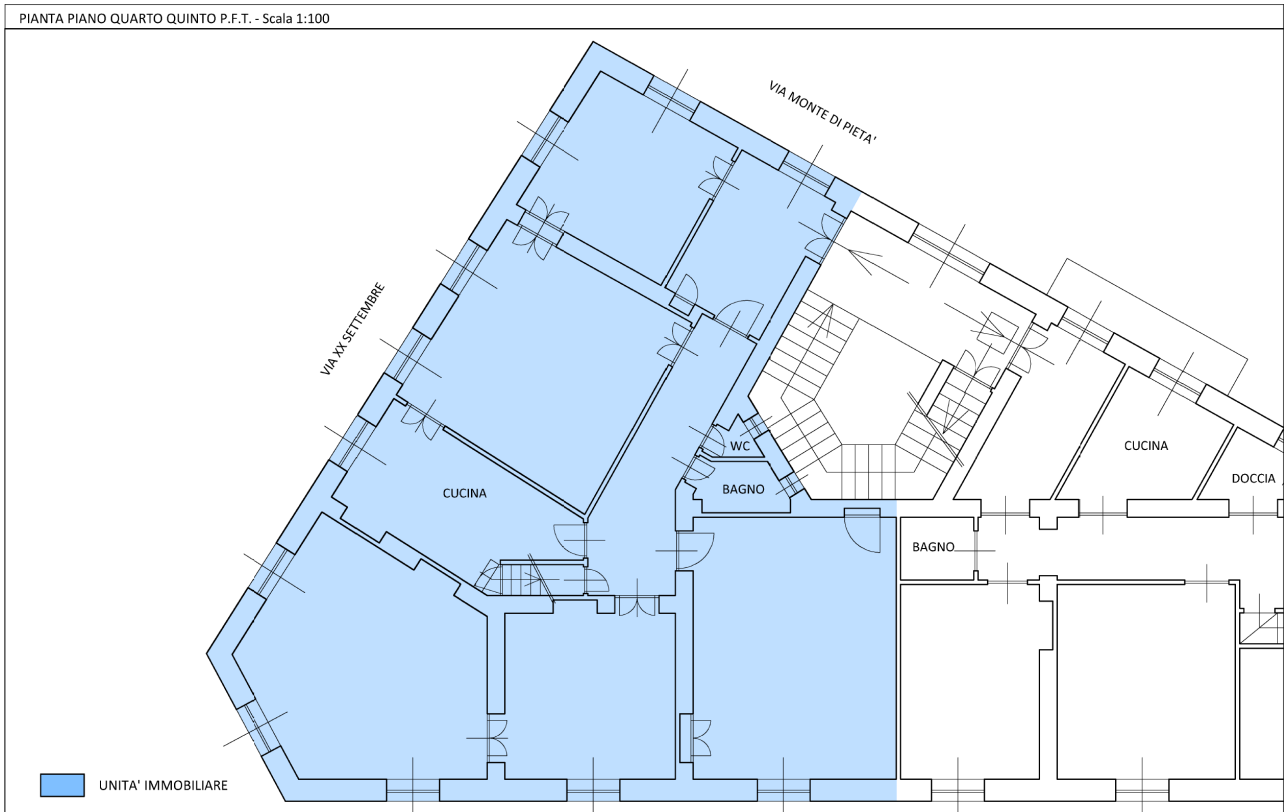 PIANTA PIANO QUARTO QUINTO P.F.T. - Scala 1:100
VIA MONTE DI PIETA'
VIA XX SETTEMBRE
WC
CUCINA
DOCCIA
CUCINA
BAGNO
BAGNO
UNITA' IMMOBILIARE